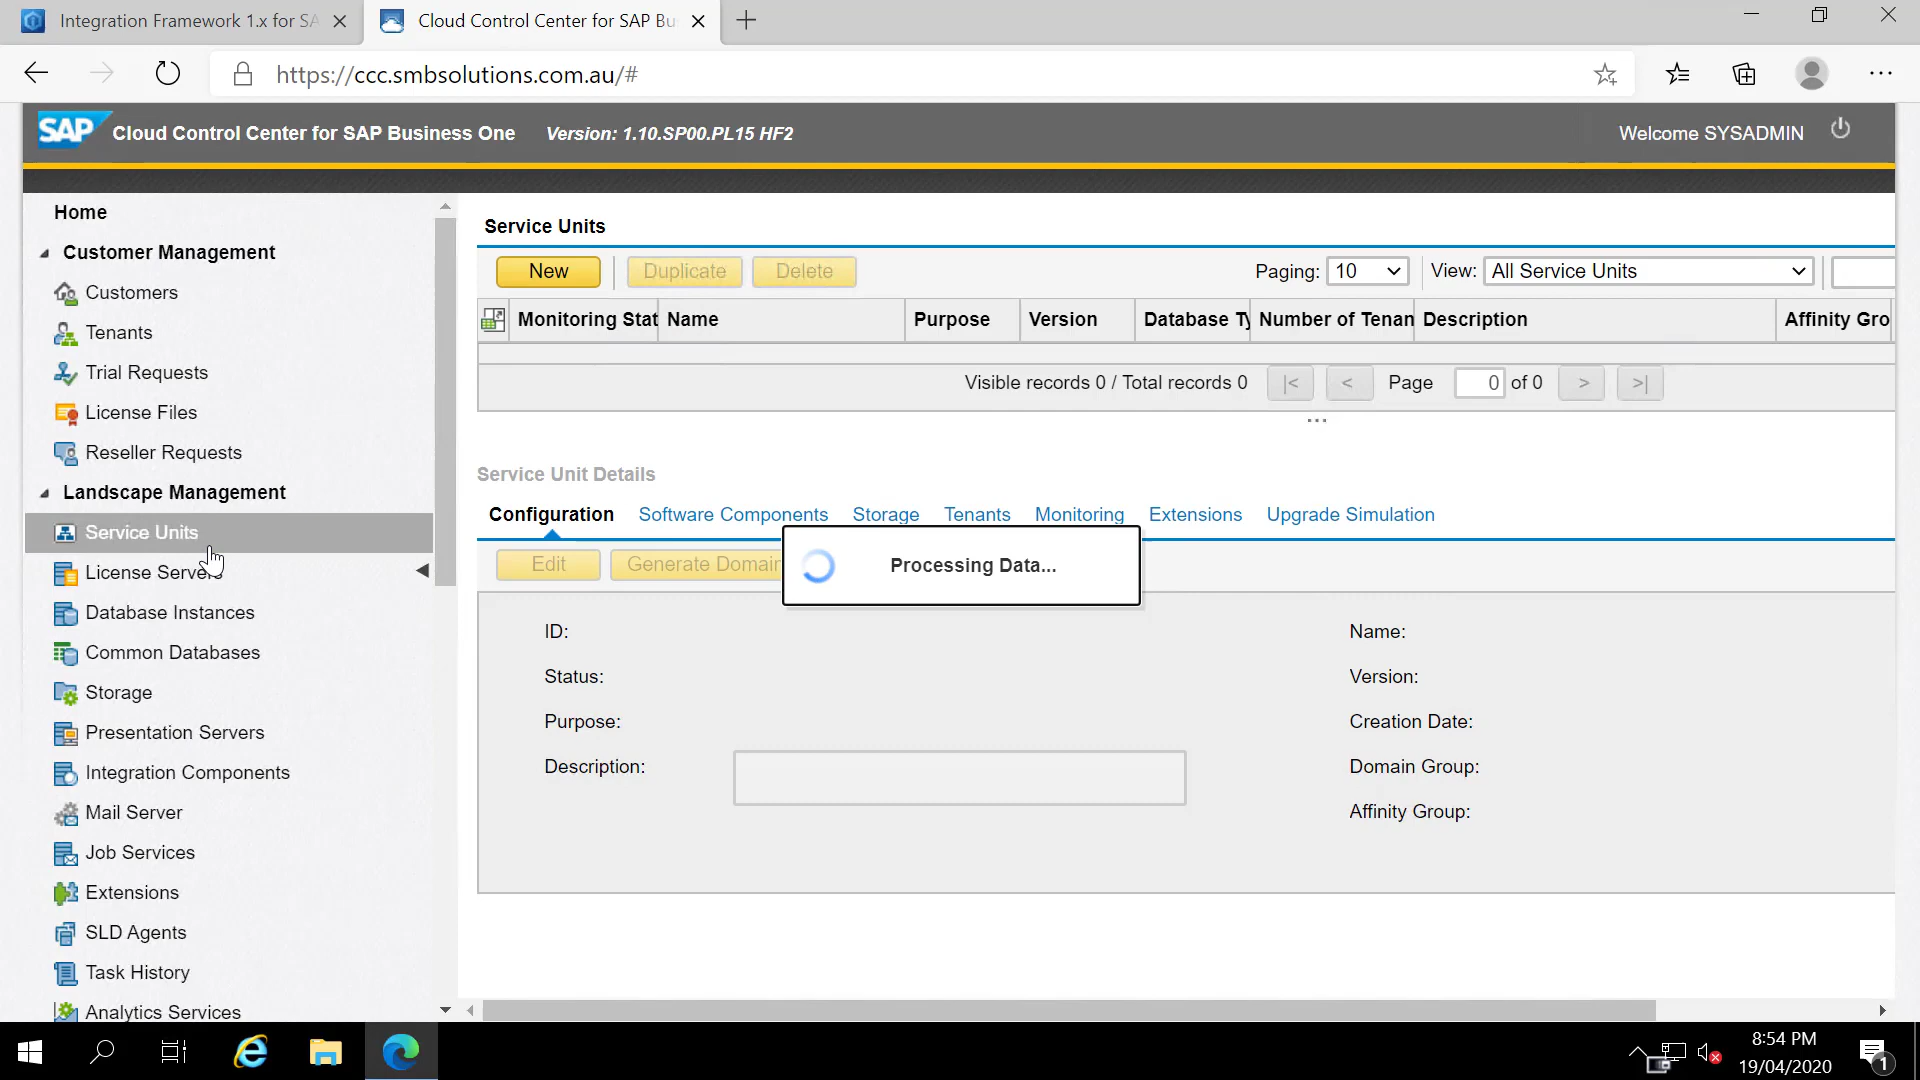 Integration Framework 1.x for SA
Cloud Control Center for SAP Bu
https://ccc.smbsolutions.com.au/#
SAP Cloud Control Center for SAP Business One Version: 1.10.SP00.PL15 HF2 Welcome SYSADMIN
Home
Customer Management
Customers
Tenants
Trial Requests
License Files
Reseller Requests
Landscape Management
Service Units
License Servers
Database Instances
Common Databases
Storage
Presentation Servers
Integration Components
Mail Server
Job Services
Extensions
SLD Agents
Task History
Analytics Services
Service Units
New Duplicate Delete Paging: 10 View: All Service Units
Monitoring Stat Name Purpose Version Database Ty Number of Tenan Description Affinity Gro
Visible records 0 / Total records 0 |< < Page 0 of 0 > >|
Service Unit Details
Configuration Software Components Storage Tenants Monitoring Extensions Upgrade Simulation
Edit Generate Domain
Processing Data...
ID: Name:
Status: Version:
Purpose: Creation Date:
Description: Domain Group:
Affinity Group:
8:54 PM
19/04/2020
1